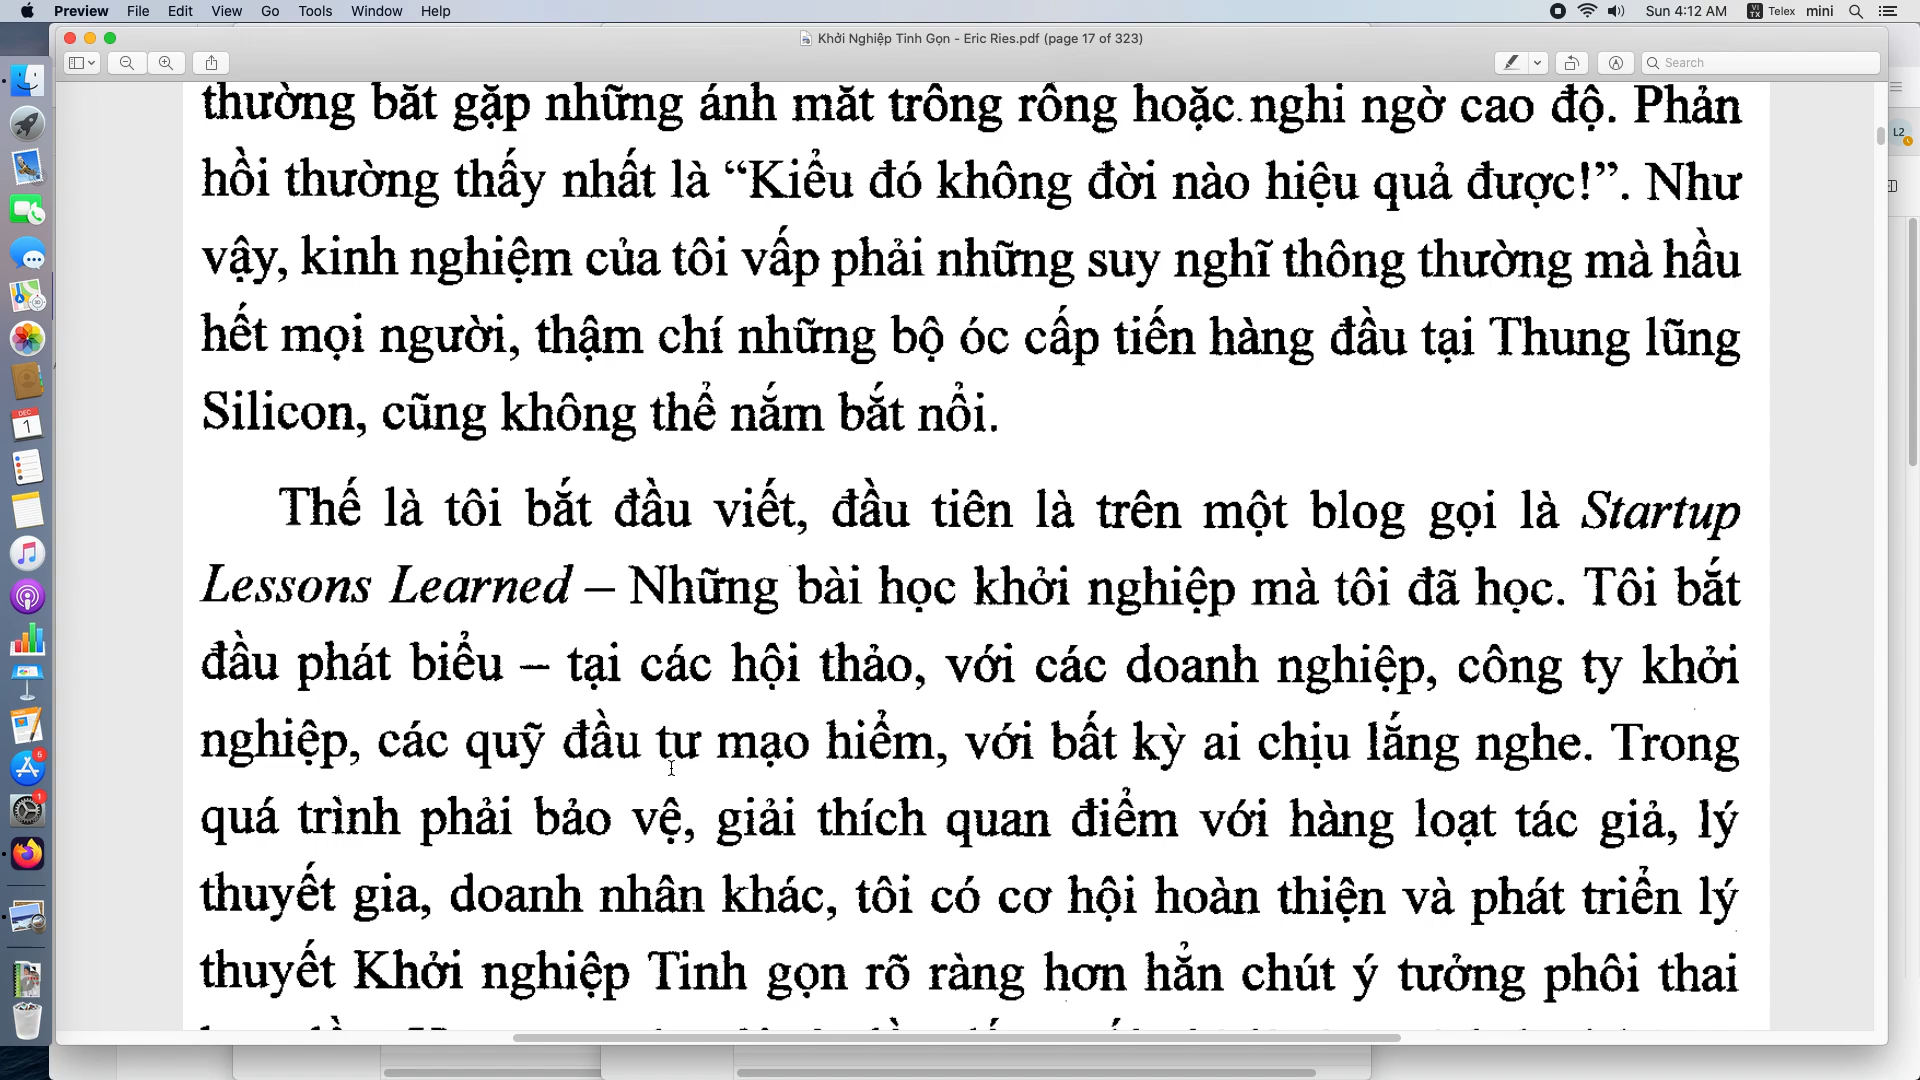 Preview File Edit View Go Tools Window Help
Sun 4:12 AM VI TX Telex mini
Khởi Nghiệp Tinh Gọn - Eric Ries.pdf (page 17 of 323)
Search
thường bắt gặp những ánh mắt trông rỗng hoặc nghi ngờ cao độ. Phản
hồi thường thấy nhất là “Kiểu đó không đời nào hiệu quả được!”. Như
vậy, kinh nghiệm của tôi vấp phải những suy nghĩ thông thường mà hầu
hết mọi người, thậm chí những bộ óc cấp tiến hàng đầu tại Thung lũng
Silicon, cũng không thể nắm bắt nổi.
Thế là tôi bắt đầu viết, đầu tiên là trên một blog gọi là Startup
Lessons Learned – Những bài học khởi nghiệp mà tôi đã học. Tôi bắt
đầu phát biểu – tại các hội thảo, với các doanh nghiệp, công ty khởi
nghiệp, các quỹ đầu tư mạo hiểm, với bất kỳ ai chịu lắng nghe. Trong
quá trình phải bảo vệ, giải thích quan điểm với hàng loạt tác giả, lý
thuyết gia, doanh nhân khác, tôi có cơ hội hoàn thiện và phát triển lý
thuyết Khởi nghiệp Tinh gọn rõ ràng hơn hẳn chút ý tưởng phôi thai
L2
DEC
1
6
1